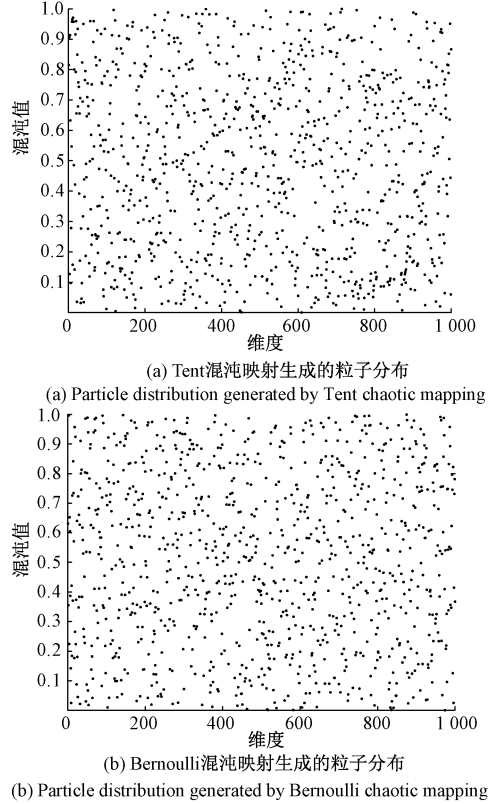 1.0
0.9
0.8
0.7
0.6
0.5
0.4
0.3
0.2
0.1
混沌值
0 200 400 600 800 1 000
维度
(a) Tent混沌映射生成的粒子分布
(a) Particle distribution generated by Tent chaotic mapping
1.0
0.9
0.8
0.7
0.6
0.5
0.4
0.3
0.2
0.1
混沌值
0 200 400 600 800 1 000
维度
(b) Bernoulli混沌映射生成的粒子分布
(b) Particle distribution generated by Bernoulli chaotic mapping